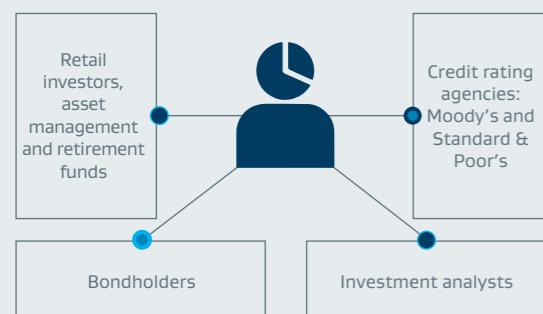 Retail
investors,
asset
management
and retirement
funds
Credit rating
agencies:
Moody's and
Standard &
Poor's
Bondholders
Investment analysts